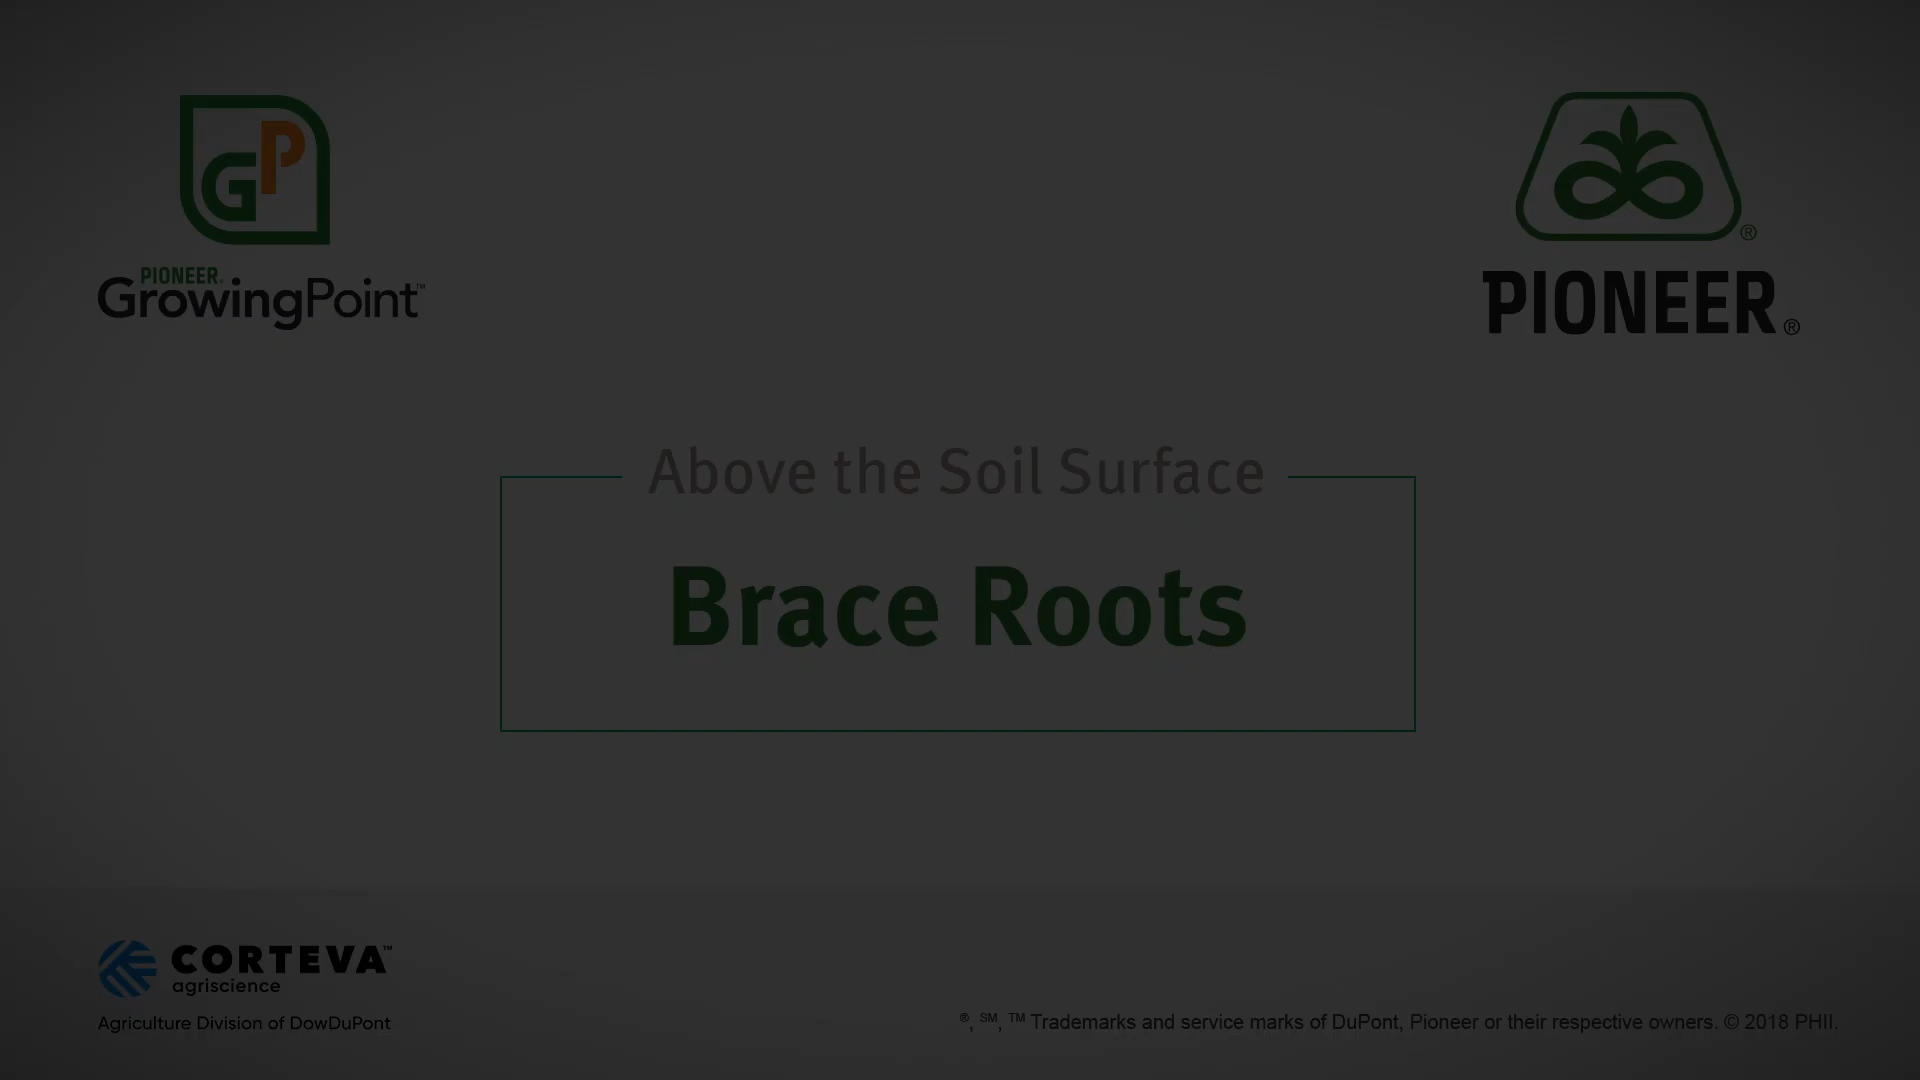 GP
PIONEER®
GrowingPoint™
®
PIONEER®
Above the Soil Surface
Brace Roots
CORTEVA™
agriscience
Agriculture Division of DowDuPont
®, SM, TM Trademarks and service marks of DuPont, Pioneer or their respective owners. © 2018 PHII.